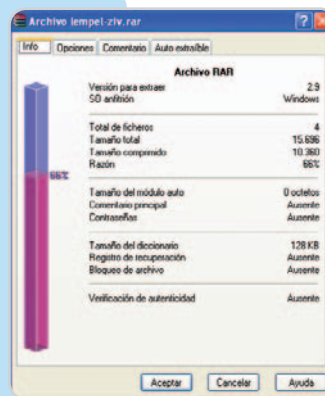 Archivo lempel-ziv.rar
Info Opciones Comentario Auto extraíble
Archivo RAR
Versión para extraer 2.9
SO anfitrión Windows
Total de ficheros 4
Tamaño total 15.696
Tamaño comprimido 10.360
Razón 66%
66%
Tamaño del módulo auto 0 octetos
Comentario principal Ausente
Contraseñas Ausente
Tamaño del diccionario 128 KB
Registro de recuperación Ausente
Bloqueo de archivo Ausente
Verificación de autenticidad Ausente
Aceptar Cancelar Ayuda